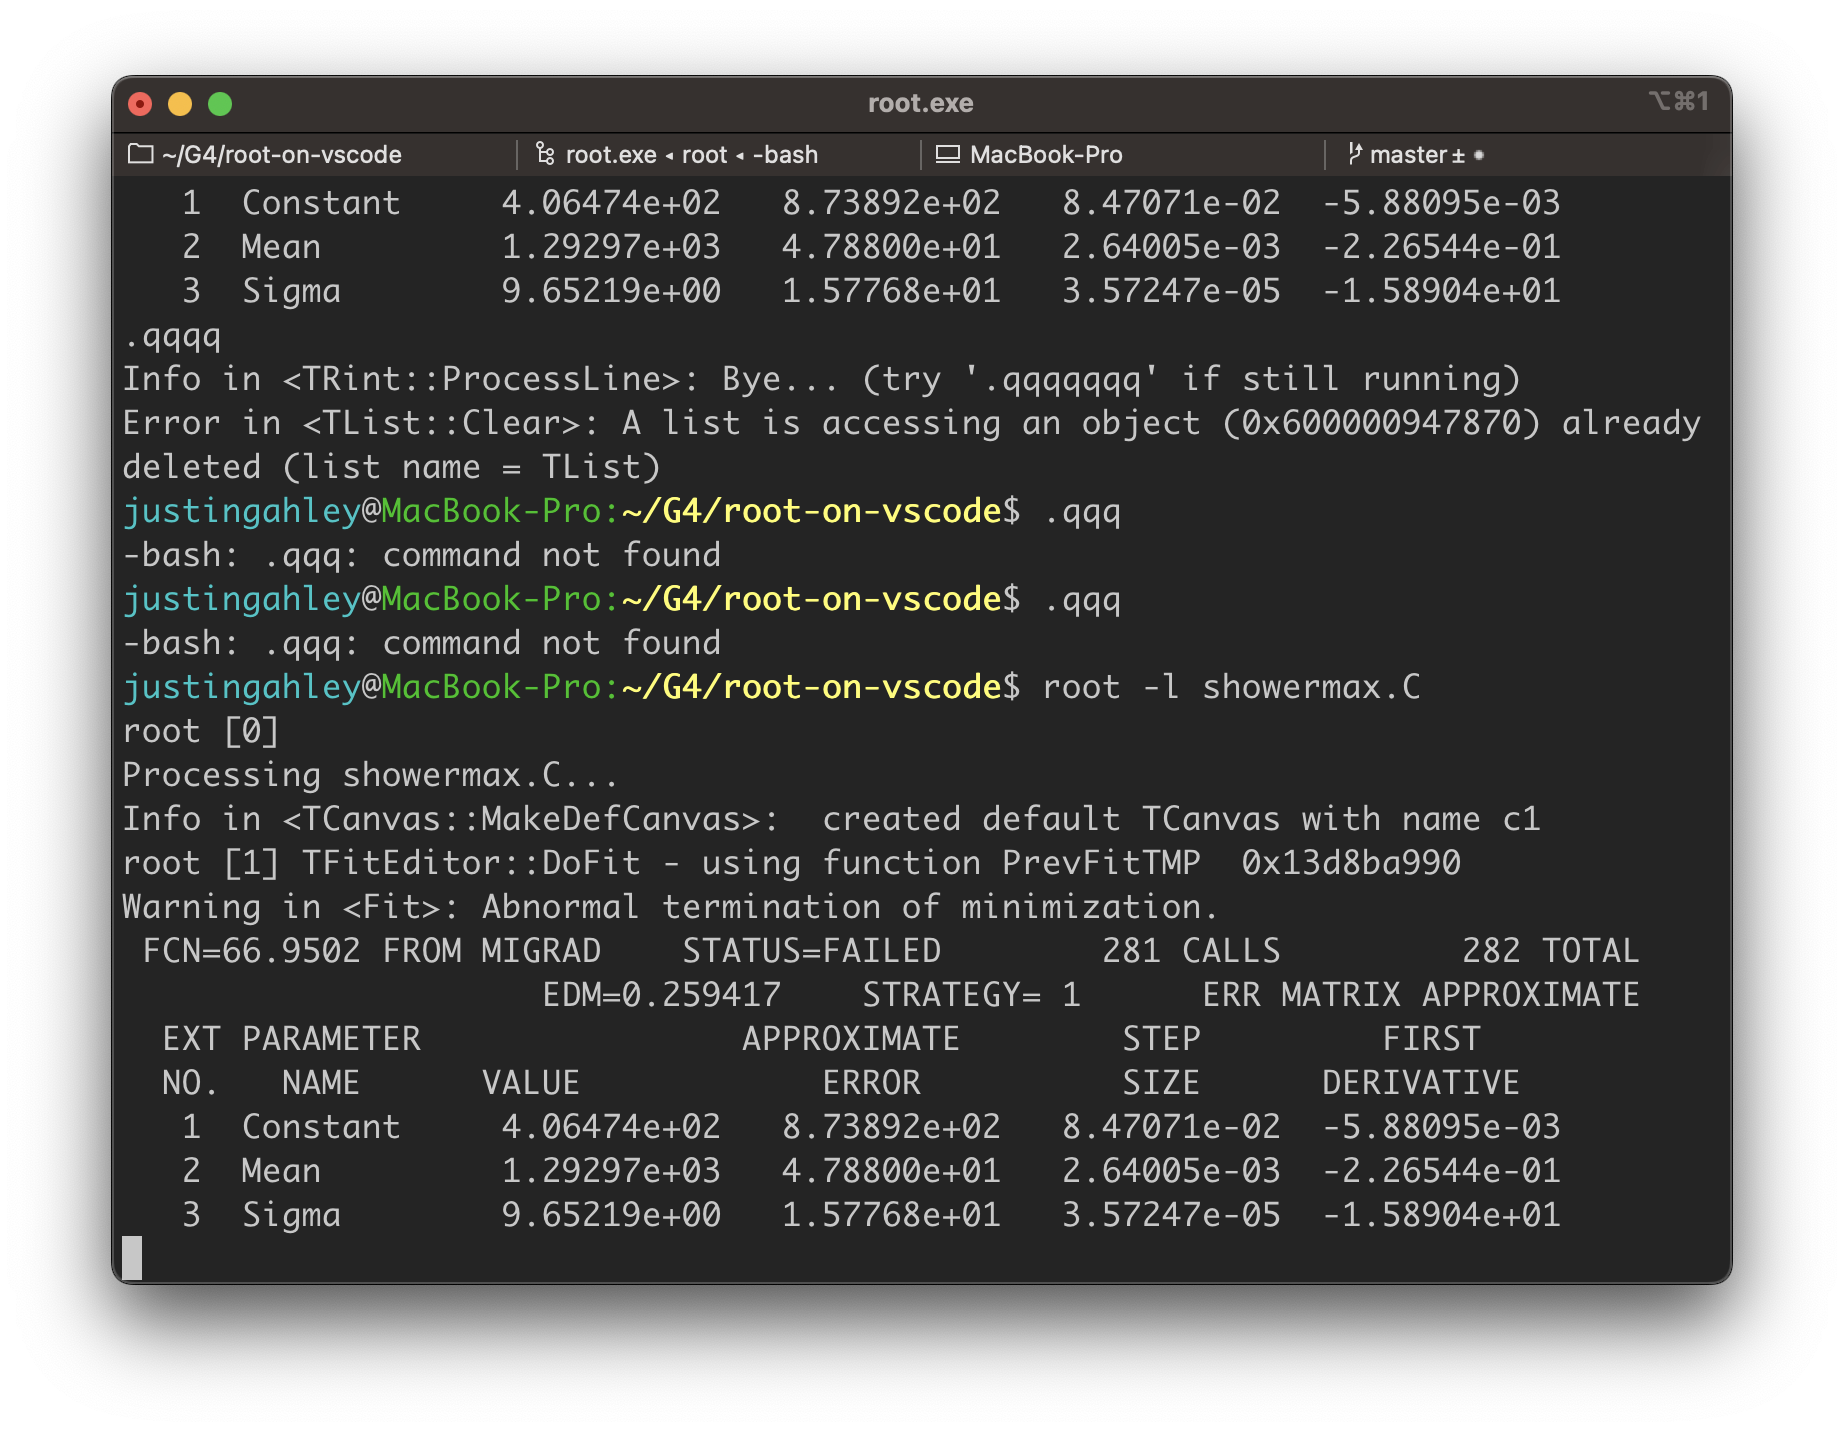 root.exe
⌥⌘1
~/G4/root-on-vscode
root.exe ◂ root ◂ -bash
MacBook-Pro
master ± ●
1 Constant 4.06474e+02 8.73892e+02 8.47071e-02 -5.88095e-03
2 Mean 1.29297e+03 4.78800e+01 2.64005e-03 -2.26544e-01
3 Sigma 9.65219e+00 1.57768e+01 3.57247e-05 -1.58904e+01
.qqqq
Info in <TRint::ProcessLine>: Bye... (try '.qqqqqqq' if still running)
Error in <TList::Clear>: A list is accessing an object (0x600000947870) already
deleted (list name = TList)
justingahley@MacBook-Pro:~/G4/root-on-vscode$ .qqq
-bash: .qqq: command not found
justingahley@MacBook-Pro:~/G4/root-on-vscode$ .qqq
-bash: .qqq: command not found
justingahley@MacBook-Pro:~/G4/root-on-vscode$ root -l showermax.C
root [0]
Processing showermax.C...
Info in <TCanvas::MakeDefCanvas>:  created default TCanvas with name c1
root [1] TFitEditor::DoFit - using function PrevFitTMP  0x13d8ba990
Warning in <Fit>: Abnormal termination of minimization.
FCN=66.9502 FROM MIGRAD    STATUS=FAILED        281 CALLS         282 TOTAL
EDM=0.259417    STRATEGY= 1      ERR MATRIX APPROXIMATE
EXT PARAMETER                APPROXIMATE        STEP         FIRST
NO.   NAME      VALUE            ERROR          SIZE      DERIVATIVE
1 Constant 4.06474e+02 8.73892e+02 8.47071e-02 -5.88095e-03
2 Mean 1.29297e+03 4.78800e+01 2.64005e-03 -2.26544e-01
3 Sigma 9.65219e+00 1.57768e+01 3.57247e-05 -1.58904e+01